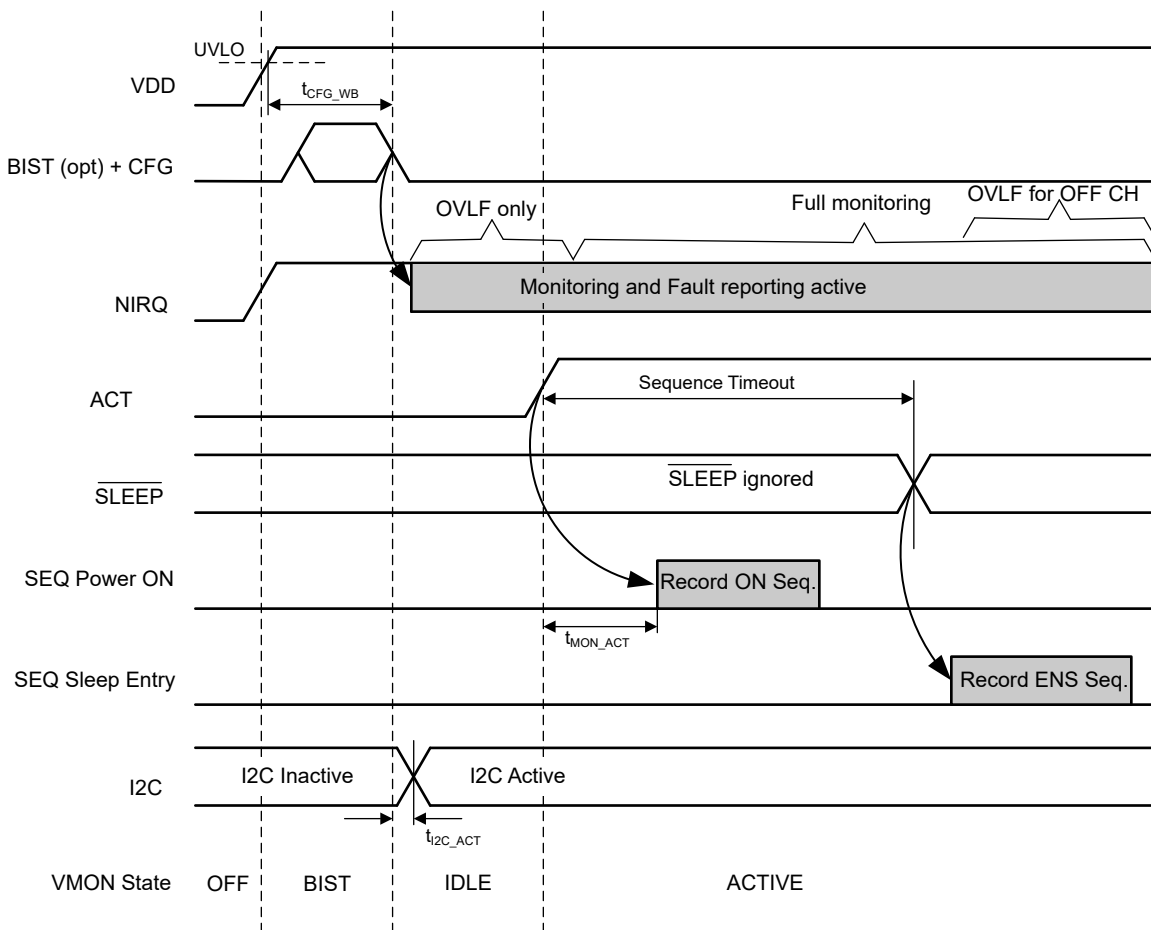 UVLO
VDD
tCFG_WB
BIST (opt) + CFG
OVLF only
Full monitoring
OVLF for OFF CH
Monitoring and Fault reporting active
NIRQ
Sequence Timeout
ACT
SLEEP
SLEEP ignored
SEQ Power ON
Record ON Seq.
tMON_ACT
SEQ Sleep Entry
Record ENS Seq.
I2C
I2C Inactive
I2C Active
tI2C_ACT
VMON State
OFF
BIST
IDLE
ACTIVE